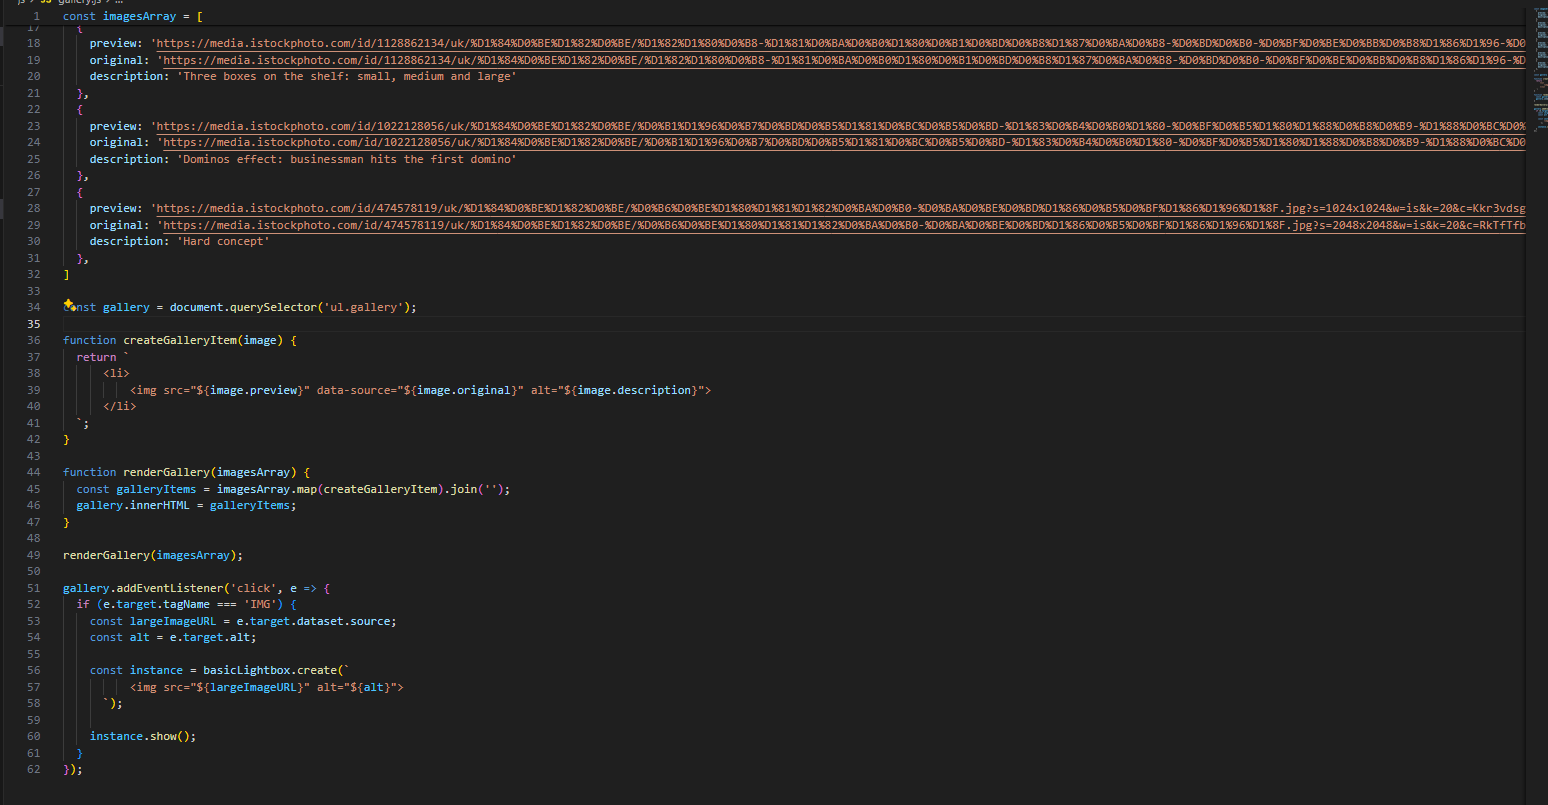 js > JS gallery.js > ...
1 const imagesArray = [
17 {
18 preview: 'https://media.istockphoto.com/id/1128862134/uk/%D1%84%D0%BE%D1%82%D0%BE/%D1%82%D1%80%D0%B8-%D1%81%D0%BA%D0%B0%D1%80%D0%B1%D0%BD%D0%B8%D1%87%D0%BA%D0%B8-%D0%BD%D0%B0-%D0%BF%D0%BE%D0%BB%D0%B8%D1%86%D1%96-%D0
19 original: 'https://media.istockphoto.com/id/1128862134/uk/%D1%84%D0%BE%D1%82%D0%BE/%D1%82%D1%80%D0%B8-%D1%81%D0%BA%D0%B0%D1%80%D0%B1%D0%BD%D0%B8%D1%87%D0%BA%D0%B8-%D0%BD%D0%B0-%D0%BF%D0%BE%D0%BB%D0%B8%D1%86%D1%96-%D
20 description: 'Three boxes on the shelf: small, medium and large'
21 },
22 {
23 preview: 'https://media.istockphoto.com/id/1022128056/uk/%D1%84%D0%BE%D1%82%D0%BE/%D0%B1%D1%96%D0%B7%D0%BD%D0%B5%D1%81%D0%BC%D0%B5%D0%BD-%D1%83%D0%B4%D0%B0%D1%80-%D0%BF%D0%B5%D1%80%D1%88%D0%B8%D0%B9-%D1%88%D0%BC%D0%
24 original: 'https://media.istockphoto.com/id/1022128056/uk/%D1%84%D0%BE%D1%82%D0%BE/%D0%B1%D1%96%D0%B7%D0%BD%D0%B5%D1%81%D0%BC%D0%B5%D0%BD-%D1%83%D0%B4%D0%B0%D1%80-%D0%BF%D0%B5%D1%80%D1%88%D0%B8%D0%B9-%D1%88%D0%BC%D0
25 description: 'Dominos effect: businessman hits the first domino'
26 },
27 {
28 preview: 'https://media.istockphoto.com/id/474578119/uk/%D1%84%D0%BE%D1%82%D0%BE/%D0%B6%D0%BE%D1%80%D1%81%D1%82%D0%BA%D0%B0-%D0%BA%D0%BE%D0%BD%D1%86%D0%B5%D0%BF%D1%86%D1%96%D1%8F.jpg?s=1024x1024&w=is&k=20&c=Kkr3vdsg
29 original: 'https://media.istockphoto.com/id/474578119/uk/%D1%84%D0%BE%D1%82%D0%BE/%D0%B6%D0%BE%D1%80%D1%81%D1%82%D0%BA%D0%B0-%D0%BA%D0%BE%D0%BD%D1%86%D0%B5%D0%BF%D1%86%D1%96%D1%8F.jpg?s=2048x2048&w=is&k=20&c=RkTfTfb
30 description: 'Hard concept'
31 },
32 ]
33
34 const gallery = document.querySelector('ul.gallery');
35
36 function createGalleryItem(image) {
37 return `
38 <li>
39 <img src="${image.preview}" data-source="${image.original}" alt="${image.description}">
40 </li>
41 `;
42 }
43
44 function renderGallery(imagesArray) {
45 const galleryItems = imagesArray.map(createGalleryItem).join('');
46 gallery.innerHTML = galleryItems;
47 }
48
49 renderGallery(imagesArray);
50
51 gallery.addEventListener('click', e => {
52 if (e.target.tagName === 'IMG') {
53 const largeImageURL = e.target.dataset.source;
54 const alt = e.target.alt;
55
56 const instance = basicLightbox.create(`
57 <img src="${largeImageURL}" alt="${alt}">
58 `);
59
60 instance.show();
61 }
62 });